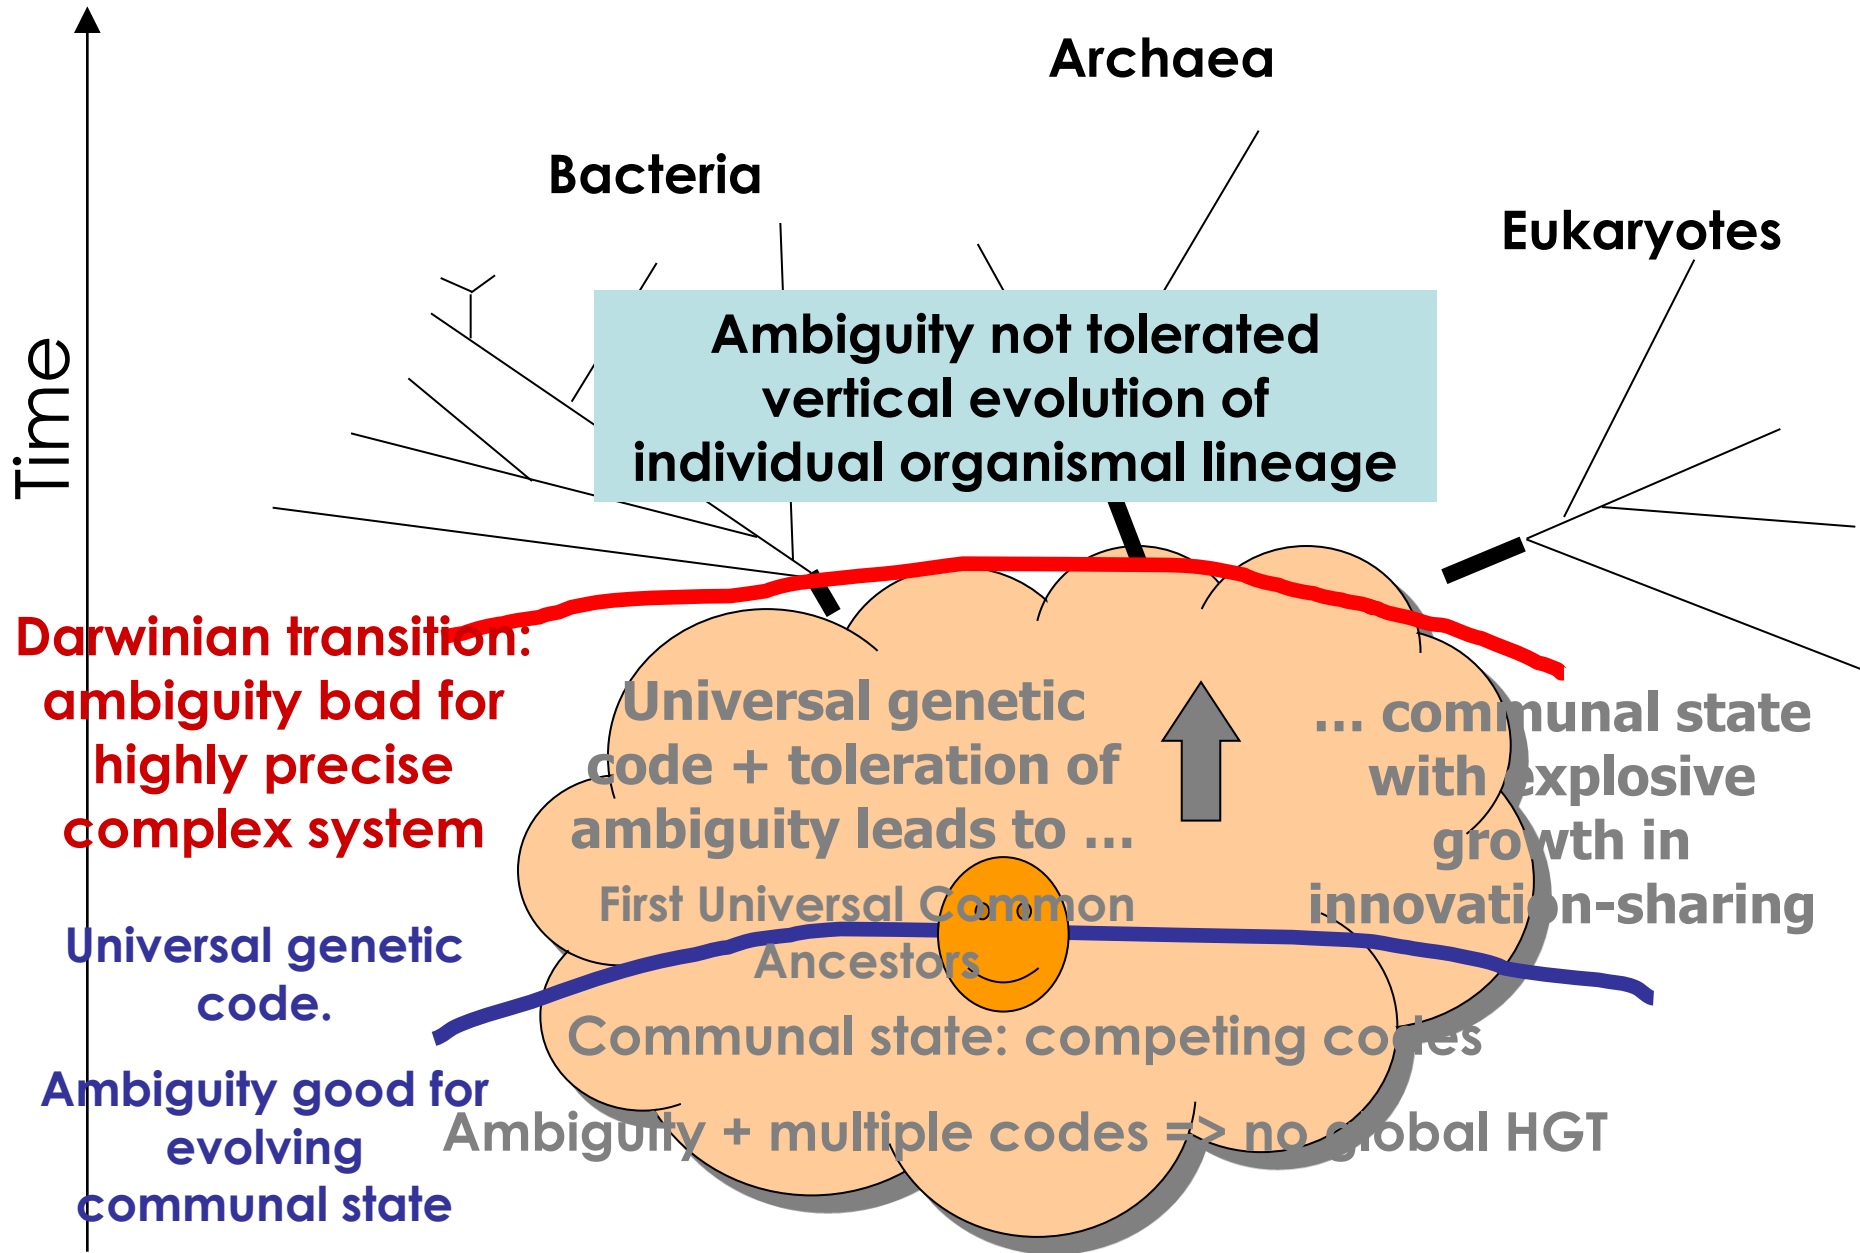 Archaea
Bacteria
Eukaryotes
Time
Ambiguity not tolerated
vertical evolution of
individual organismal lineage
Darwinian transition:
ambiguity bad for
highly precise
complex system
Universal genetic
code + toleration of
ambiguity leads to ...
... communal state
with explosive
growth in
innovation-sharing
First Universal Common
Ancestors
Universal genetic
code.
Communal state: competing codes
Ambiguity good for
evolving
communal state
Ambiguity + multiple codes => no global HGT